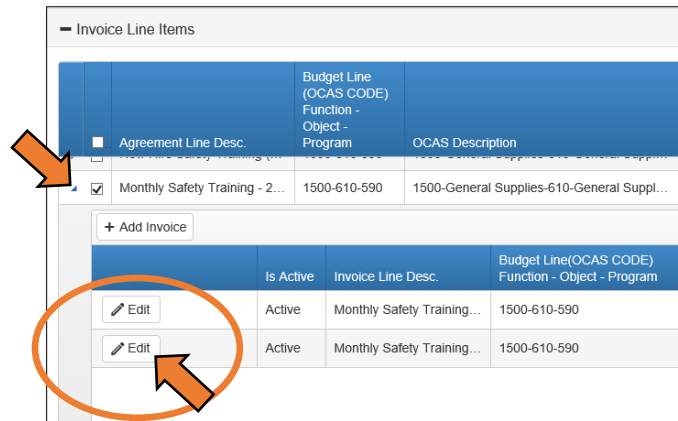 Invoice Line Items
Agreement Line Desc. Budget Line (OCAS CODE) Function - Object - Program OCAS Description
Monthly Safety Training - 2... 1500-610-590 1500-General Supplies-610-General Suppl...
+ Add Invoice
Is Active Invoice Line Desc. Budget Line(OCAS CODE) Function - Object - Program
Edit Active Monthly Safety Training... 1500-610-590
Edit Active Monthly Safety Training... 1500-610-590